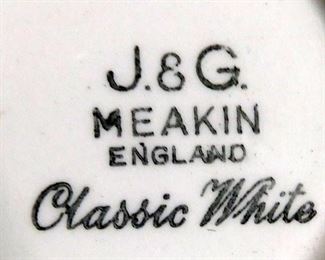 J.&G.
MEAKIN
ENGLAND
Classic White